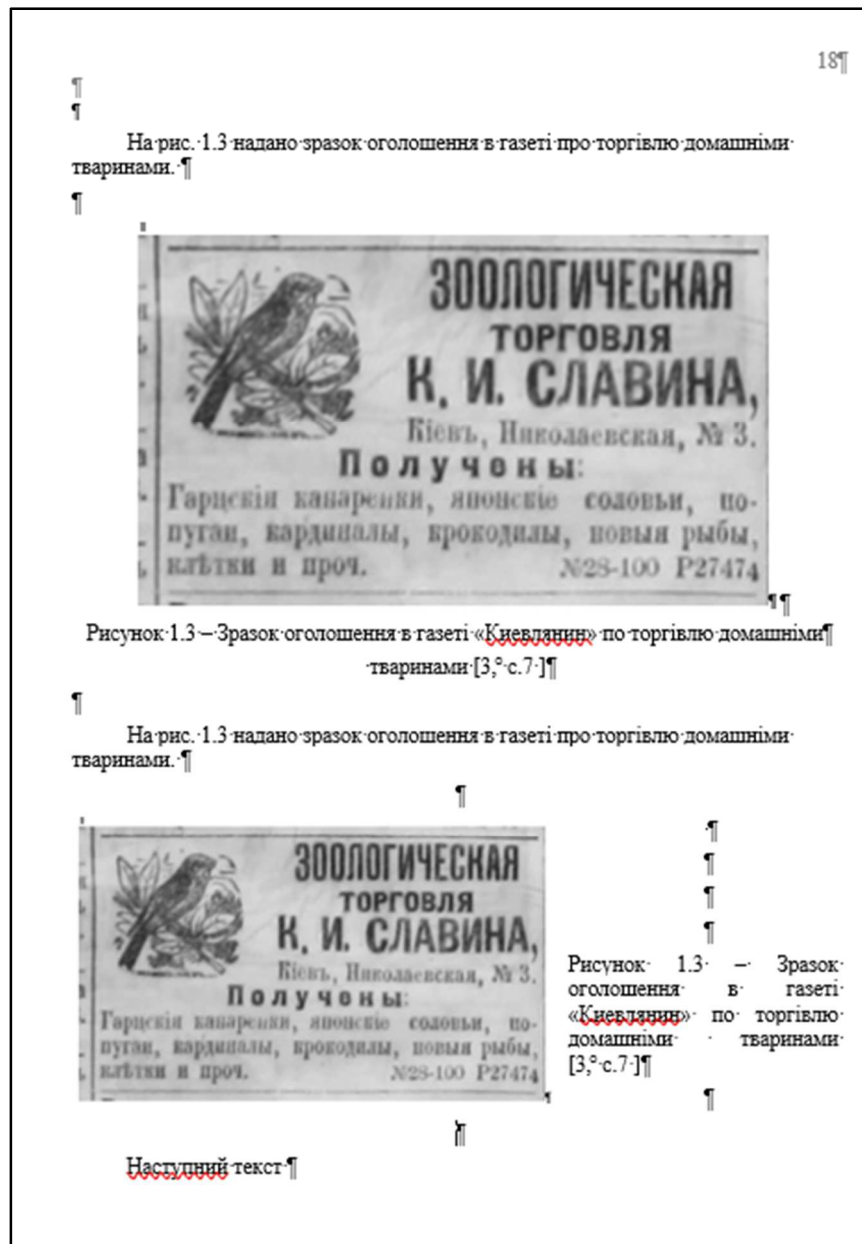 18¶
¶
¶
На·рис.·1.3·надано·зразок·оголошення·в·газеті·про·торгівлю·домашніми·
тваринами.·¶
¶
ЗООЛОГИЧЕСКАЯ
ТОРГОВЛЯ
К. И. СЛАВИНА,
Кіевъ, Николаевская, № 3.
Получены:
Гарцскія канарейки, японскіе соловьи, по-
пугаи, кардиналы, крокодилы, новыя рыбы,
клѣтки и проч. №28-100 Р27474
¶¶
Рисунок·1.3·–·Зразок·оголошення·в·газеті·«Киевлянин»·по·торгівлю·домашніми¶
·тваринами·[3,°·с.7·]¶
¶
На·рис.·1.3·надано·зразок·оголошення·в·газеті·про·торгівлю·домашніми·
тваринами.·¶
¶
ЗООЛОГИЧЕСКАЯ
ТОРГОВЛЯ
К. И. СЛАВИНА,
Кіевъ, Николаевская, № 3.
Получены:
Гарцскія канарейки, японскіе соловьи, по-
пугаи, кардиналы, крокодилы, новыя рыбы,
клѣтки и проч. №28-100 Р27474
¶
·¶
¶
¶
¶
Рисунок· 1.3· –· Зразок·
оголошення· в· газеті·
«Киевлянин»· по· торгівлю·
домашніми· · тваринами·
[3,°·с.7·]¶
¶
¶
Наступний·текст·¶